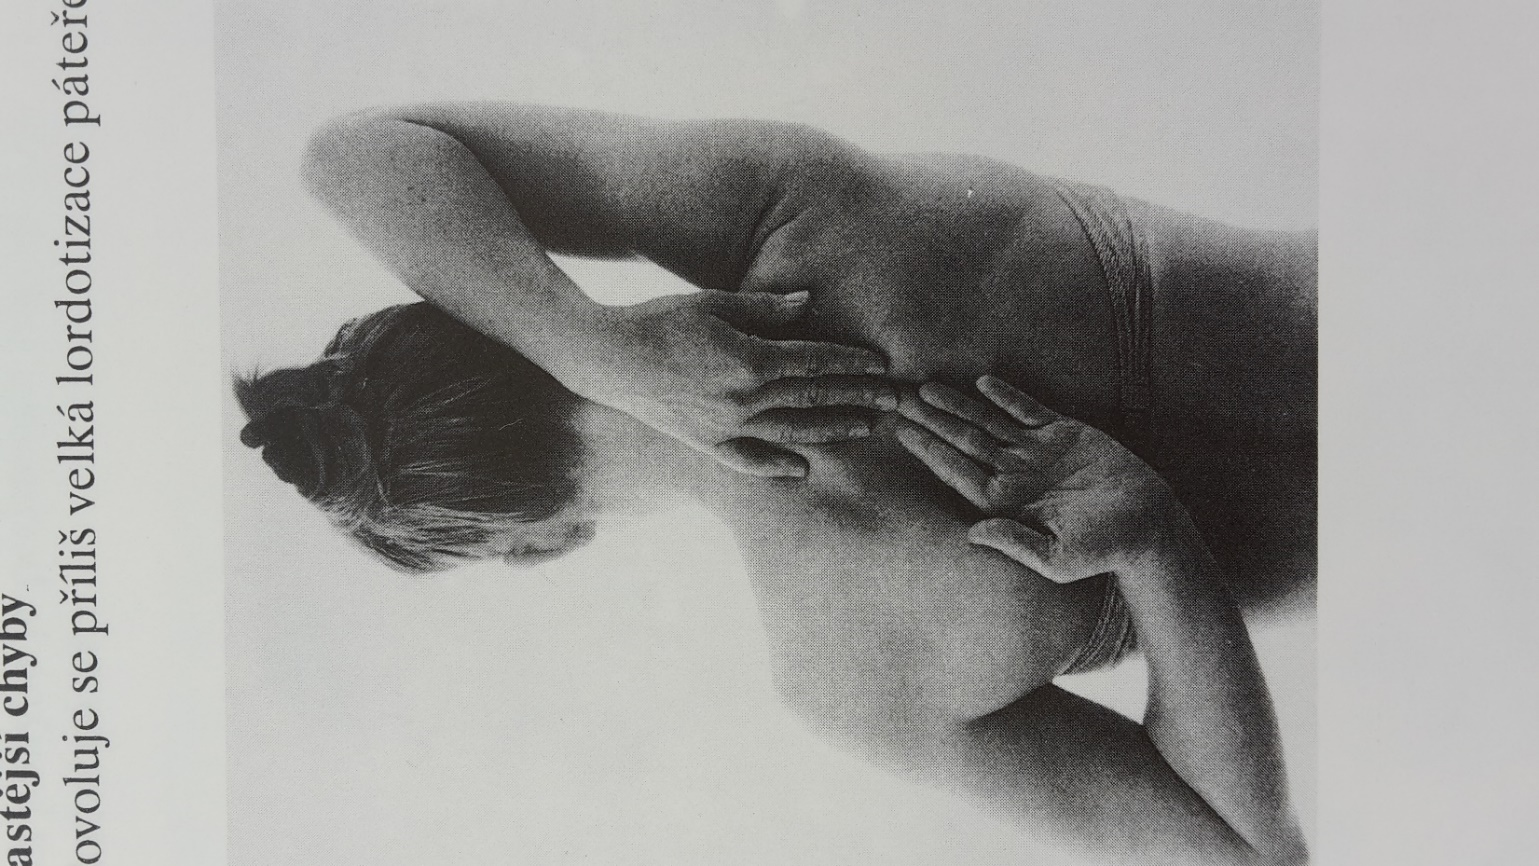 astější chyby
ovoluje se příliš velká lordotizace páteře